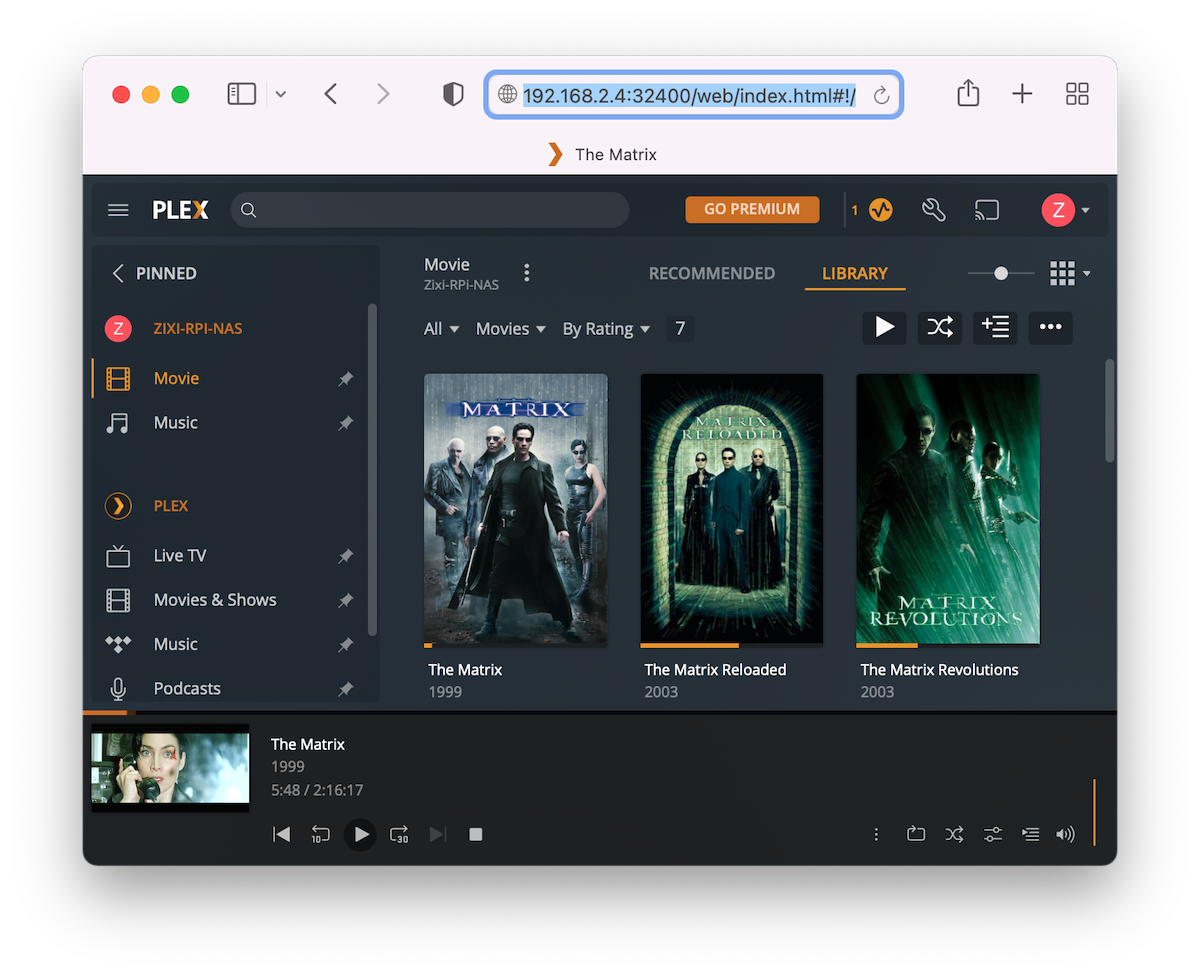 192.168.2.4:32400/web/index.html#!/
The Matrix
PLEX
GO PREMIUM
1
Z
PINNED
Movie
Zixi-RPi-NAS
RECOMMENDED
LIBRARY
Z
ZIXI-RPI-NAS
All
Movies
By Rating
7
Movie
Music
PLEX
Live TV
Movies & Shows
Music
Podcasts
MATRIX
MATRIX
RELOADED
MATRIX
REVOLUTIONS
The Matrix
1999
The Matrix Reloaded
2003
The Matrix Revolutions
2003
The Matrix
1999
5:48 / 2:16:17
10
30